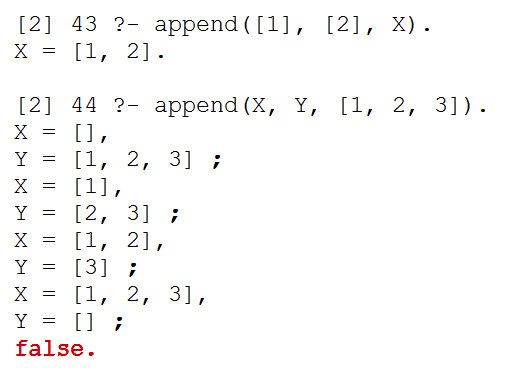 [2] 43 ?- append([1], [2], X).
X = [1, 2].
[2] 44 ?- append(X, Y, [1, 2, 3]).
X = [],
Y = [1, 2, 3] ;
X = [1],
Y = [2, 3] ;
X = [1, 2],
Y = [3] ;
X = [1, 2, 3],
Y = [] ;
false.